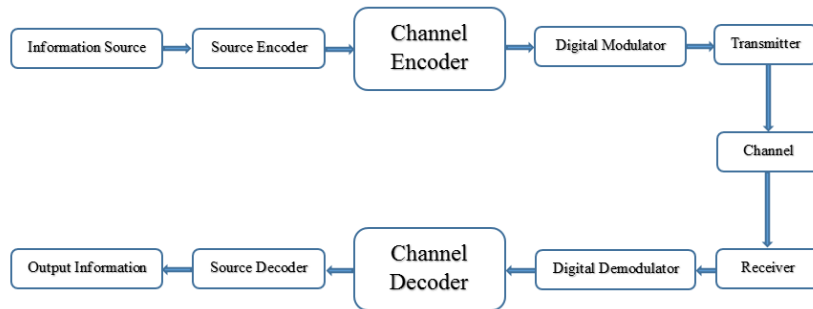 Information Source
Source Encoder
Channel
Encoder
Digital Modulator
Transmitter
Channel
Output Information
Source Decoder
Channel
Decoder
Digital Demodulator
Receiver